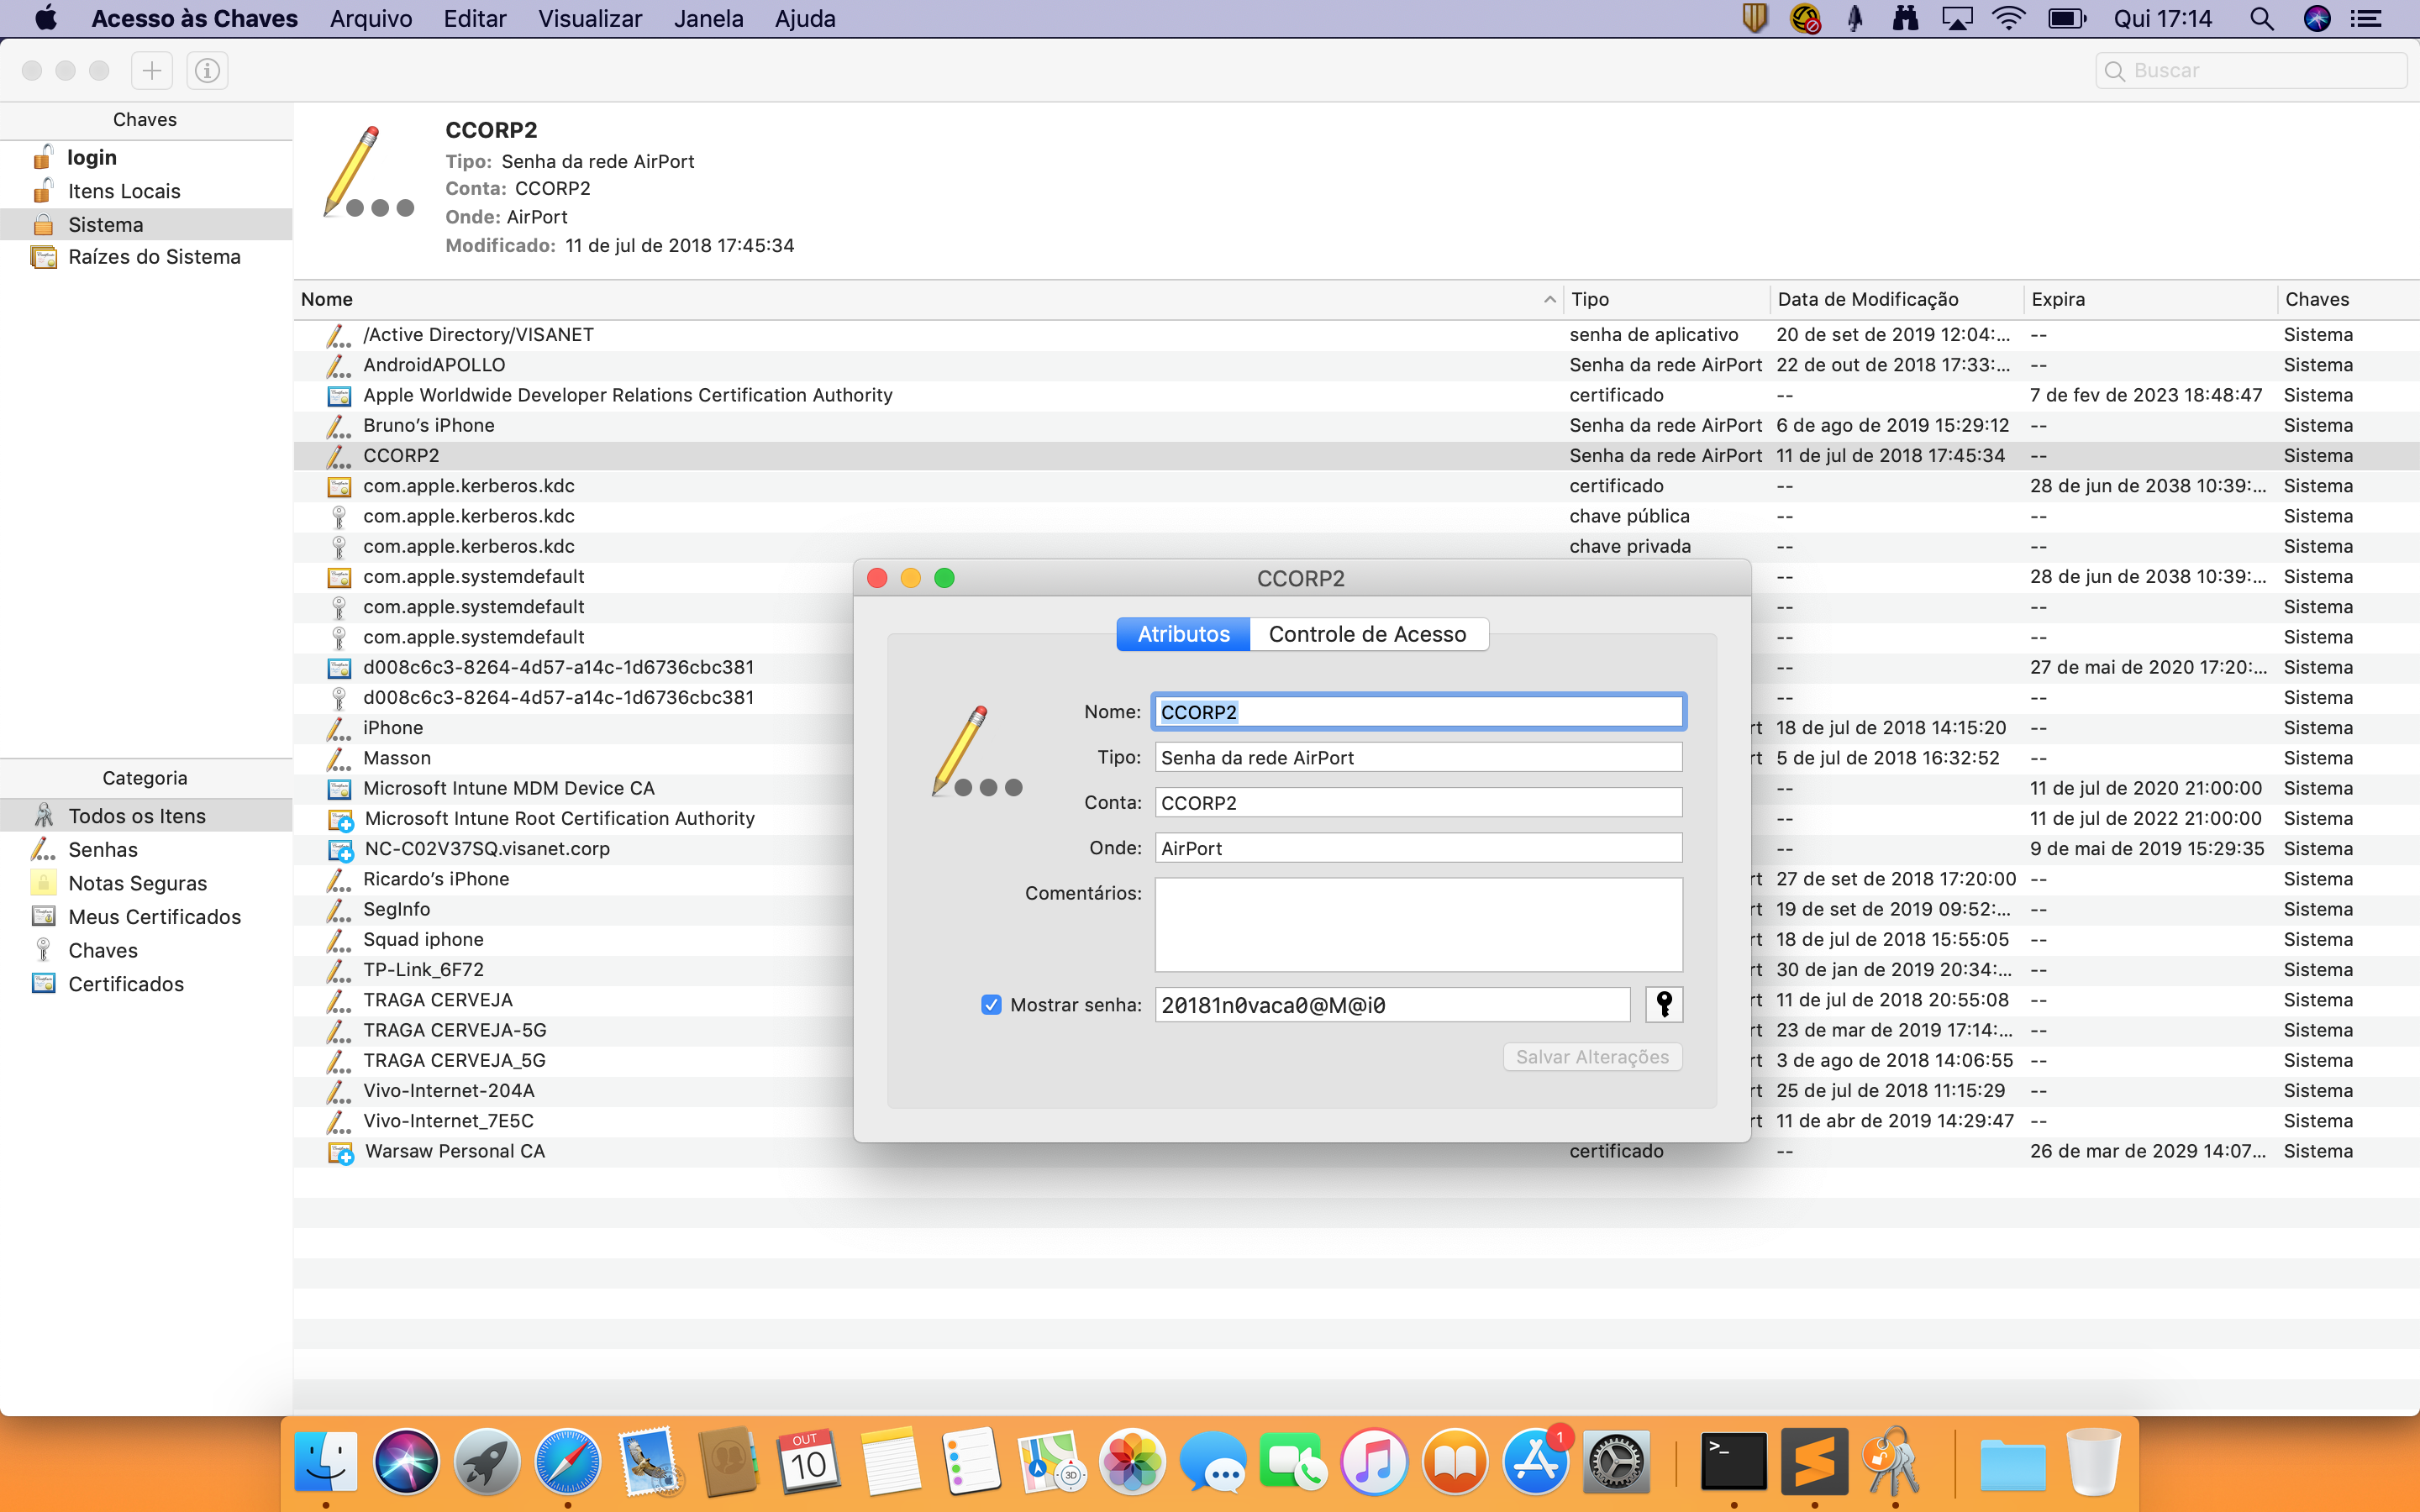 Acesso às Chaves Arquivo Editar Visualizar Janela Ajuda Qui 17:14
Buscar
Chaves
login
Itens Locais
Sistema
Raízes do Sistema
CCORP2
Tipo: Senha da rede AirPort
Conta: CCORP2
Onde: AirPort
Modificado: 11 de jul de 2018 17:45:34
Nome Tipo Data de Modificação Expira Chaves
/Active Directory/VISANET senha de aplicativo 20 de set de 2019 12:04:... -- Sistema
AndroidAPOLLO Senha da rede AirPort 22 de out de 2018 17:33:... -- Sistema
Apple Worldwide Developer Relations Certification Authority certificado -- 7 de fev de 2023 18:48:47 Sistema
Bruno’s iPhone Senha da rede AirPort 6 de ago de 2019 15:29:12 -- Sistema
CCORP2 Senha da rede AirPort 11 de jul de 2018 17:45:34 -- Sistema
com.apple.kerberos.kdc certificado -- 28 de jun de 2038 10:39:... Sistema
com.apple.kerberos.kdc chave pública -- -- Sistema
com.apple.kerberos.kdc chave privada -- -- Sistema
com.apple.systemdefault -- 28 de jun de 2038 10:39:... Sistema
com.apple.systemdefault -- -- Sistema
com.apple.systemdefault -- -- Sistema
d008c6c3-8264-4d57-a14c-1d6736cbc381 -- 27 de mai de 2020 17:20:... Sistema
d008c6c3-8264-4d57-a14c-1d6736cbc381 -- -- Sistema
iPhone rt 18 de jul de 2018 14:15:20 -- Sistema
Masson rt 5 de jul de 2018 16:32:52 -- Sistema
Microsoft Intune MDM Device CA -- 11 de jul de 2020 21:00:00 Sistema
Microsoft Intune Root Certification Authority -- 11 de jul de 2022 21:00:00 Sistema
NC-C02V37SQ.visanet.corp -- 9 de mai de 2019 15:29:35 Sistema
Ricardo’s iPhone rt 27 de set de 2018 17:20:00 -- Sistema
SegInfo rt 19 de set de 2019 09:52:... -- Sistema
Squad iphone rt 18 de jul de 2018 15:55:05 -- Sistema
TP-Link_6F72 rt 30 de jan de 2019 20:34:... -- Sistema
TRAGA CERVEJA rt 11 de jul de 2018 20:55:08 -- Sistema
TRAGA CERVEJA-5G rt 23 de mar de 2019 17:14:... -- Sistema
TRAGA CERVEJA_5G rt 3 de ago de 2018 14:06:55 -- Sistema
Vivo-Internet-204A rt 25 de jul de 2018 11:15:29 -- Sistema
Vivo-Internet_7E5C rt 11 de abr de 2019 14:29:47 -- Sistema
Warsaw Personal CA certificado -- 26 de mar de 2029 14:07... Sistema
Categoria
Todos os Itens
Senhas
Notas Seguras
Meus Certificados
Chaves
Certificados
CCORP2
Atributos Controle de Acesso
Nome: CCORP2
Tipo: Senha da rede AirPort
Conta: CCORP2
Onde: AirPort
Comentários:
Mostrar senha: 20181n0vaca0@M@i0
Salvar Alterações
OUT
10
3D
1
>_